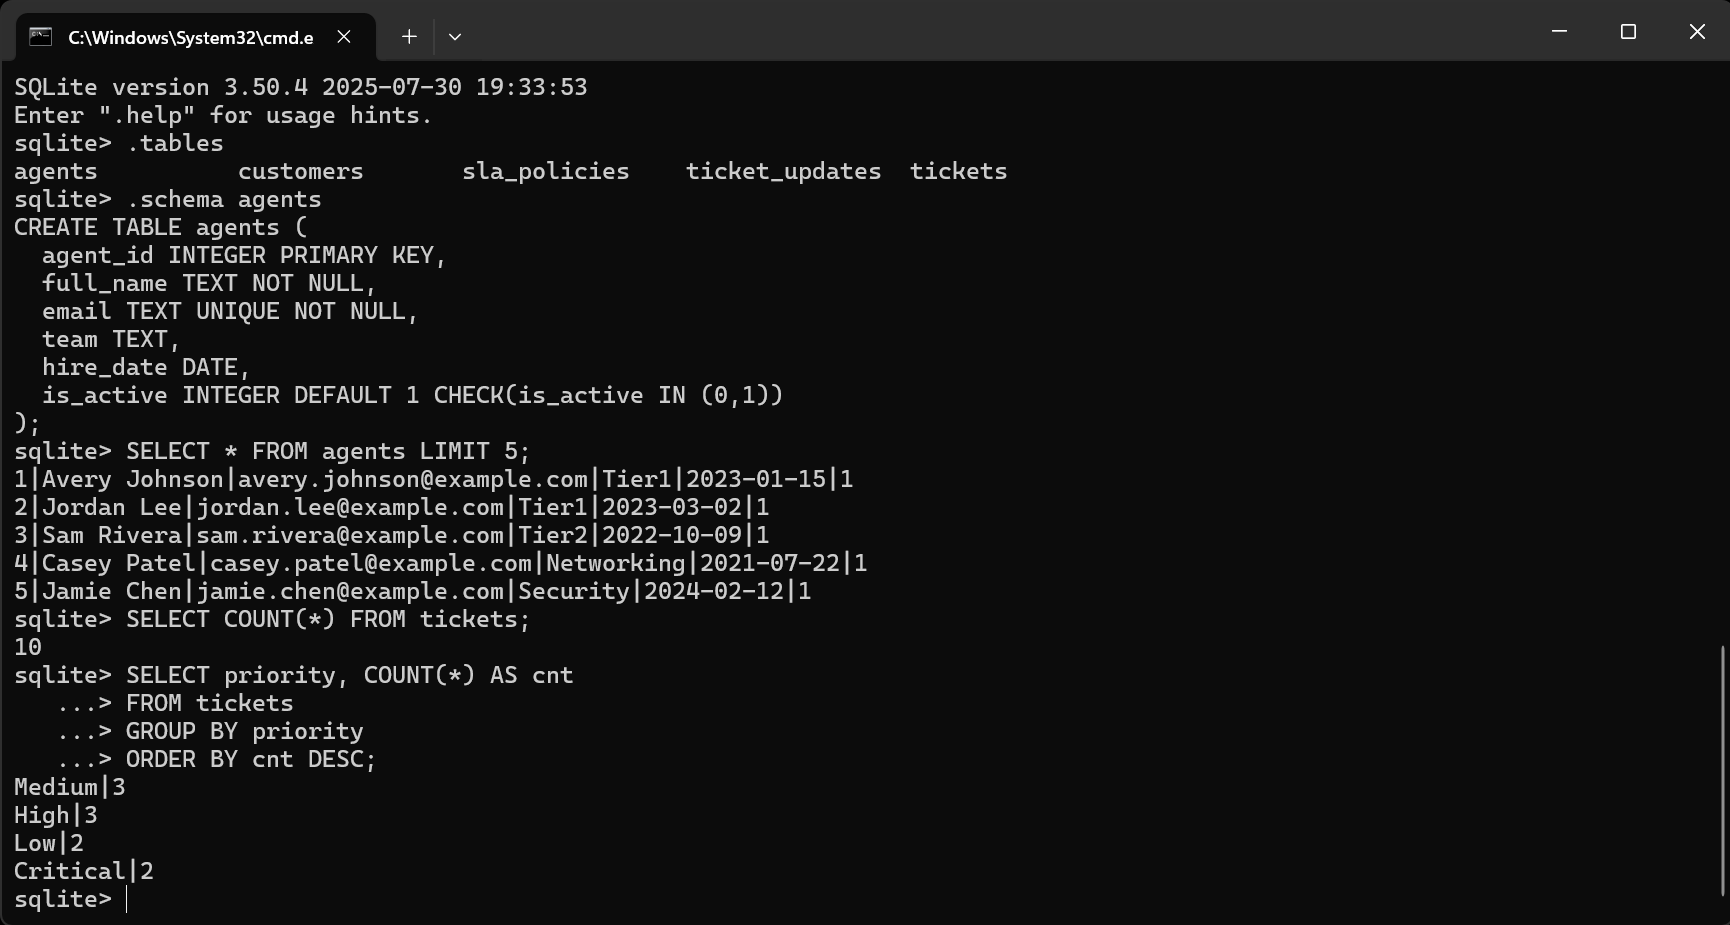 C:\Windows\System32\cmd.e
SQLite version 3.50.4 2025-07-30 19:33:53
Enter ".help" for usage hints.
sqlite> .tables
agents          customers       sla_policies    ticket_updates  tickets
sqlite> .schema agents
CREATE TABLE agents (
  agent_id INTEGER PRIMARY KEY,
  full_name TEXT NOT NULL,
  email TEXT UNIQUE NOT NULL,
  team TEXT,
  hire_date DATE,
  is_active INTEGER DEFAULT 1 CHECK(is_active IN (0,1))
);
sqlite> SELECT * FROM agents LIMIT 5;
1|Avery Johnson|avery.johnson@example.com|Tier1|2023-01-15|1
2|Jordan Lee|jordan.lee@example.com|Tier1|2023-03-02|1
3|Sam Rivera|sam.rivera@example.com|Tier2|2022-10-09|1
4|Casey Patel|casey.patel@example.com|Networking|2021-07-22|1
5|Jamie Chen|jamie.chen@example.com|Security|2024-02-12|1
sqlite> SELECT COUNT(*) FROM tickets;
10
sqlite> SELECT priority, COUNT(*) AS cnt
   ...> FROM tickets
   ...> GROUP BY priority
   ...> ORDER BY cnt DESC;
Medium|3
High|3
Low|2
Critical|2
sqlite>